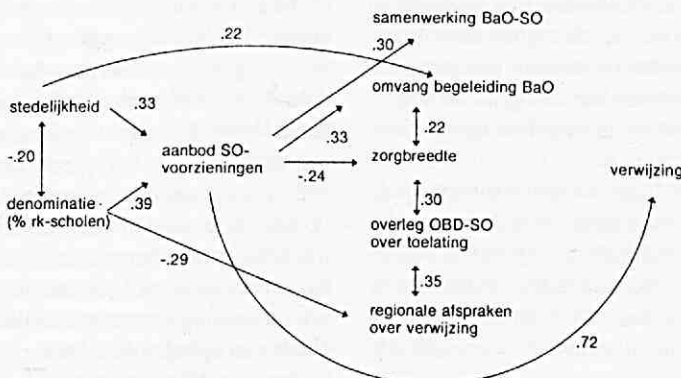 samenwerking BaO-SO
.22
.30
omvang begeleiding BaO
stedelijkheid
.33
.33
.22
-.20
aanbod SO-
voorzieningen
zorgbreedte
-.24
verwijzing
denominatie
(% rk-scholen)
.39
.30
overleg OBD-SO
over toelating
-.29
.35
regionale afspraken
over verwijzing
.72